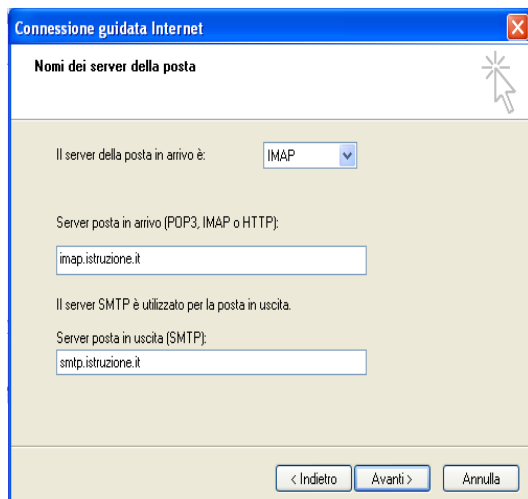 Connessione guidata Internet
Nomi dei server della posta
Il server della posta in arrivo è: IMAP
Server posta in arrivo (POP3, IMAP o HTTP):
imap.istruzione.it
Il server SMTP è utilizzato per la posta in uscita.
Server posta in uscita (SMTP):
smtp.istruzione.it
< Indietro Avanti > Annulla